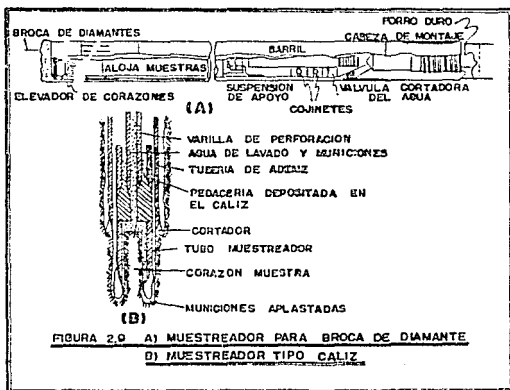 FORRO DURO
BROCA DE DIAMANTES
CABEZA DE MONTAJE
BARRIL
ALOJA MUESTRAS
ELEVADOR DE CORAZONES
SUSPENSION DE APOYO
COJINETES
VALVULA CORTADORA DEL AGUA
(A)
VARILLA DE PERFORACION
AGUA DE LAVADO Y MUNICIONES
TUBERIA DE ADEMZ
PEDACERIA DEPOSITADA EN
EL CALIZ
CORTADOR
TUBO MUESTREADOR
CORAZON MUESTRA
MUNICIONES APLASTADAS
(B)
FIGURA 2.9 A) MUESTREADOR PARA BROCA DE DIAMANTE
B) MUESTREADOR TIPO CALIZ